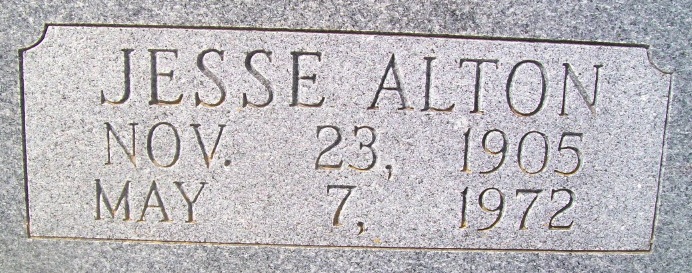 JESSE ALTON
NOV. 23, 1905
MAY 7, 1972